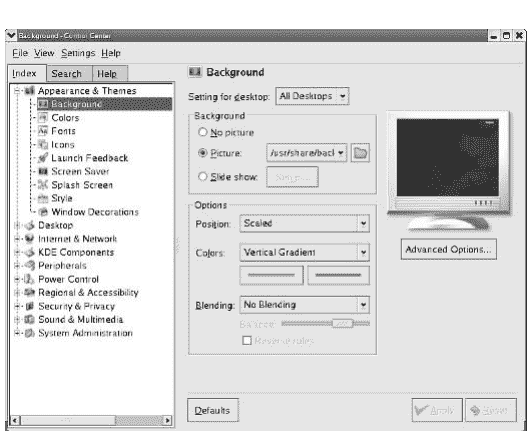 Background - Control Center
File View Settings Help
Index Search Help
Appearance & Themes
Background
Colors
Fonts
Icons
Launch Feedback
Screen Saver
Splash Screen
Style
Window Decorations
Desktop
Internet & Network
KDE Components
Peripherals
Power Control
Regional & Accessibility
Security & Privacy
Sound & Multimedia
System Administration
Background
Setting for desktop: All Desktops
Background
No picture
Picture: /usr/share/back
Slide show: Setup...
Options
Position: Scaled
Colors: Vertical Gradient
Blending: No Blending
Balance:
Reverse roles
Advanced Options...
Defaults Apply Reset